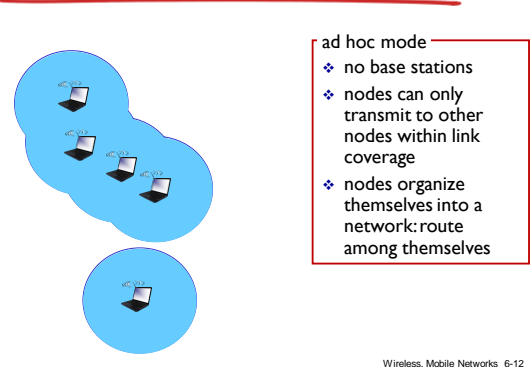 ad hoc mode
❖ no base stations
❖ nodes can only
transmit to other
nodes within link
coverage
❖ nodes organize
themselves into a
network: route
among themselves
Wireless, Mobile Networks 6-12